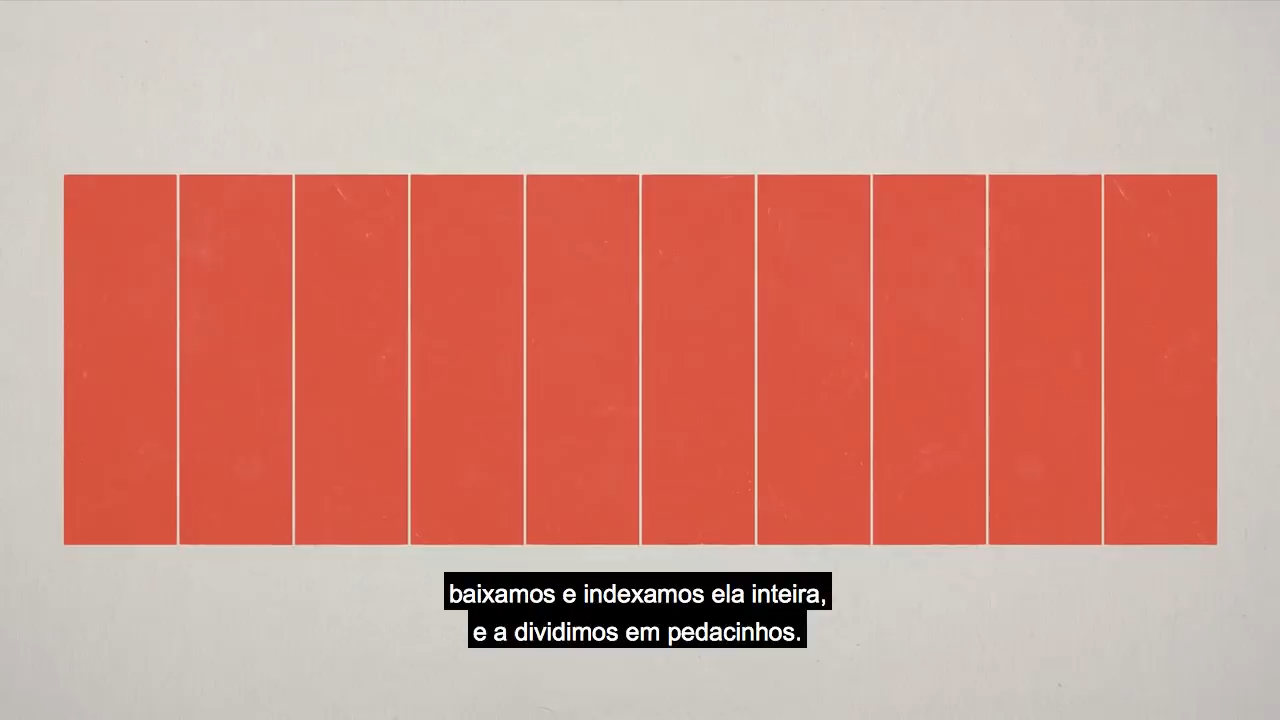 baixamos e indexamos ela inteira,
e a dividimos em pedacinhos.